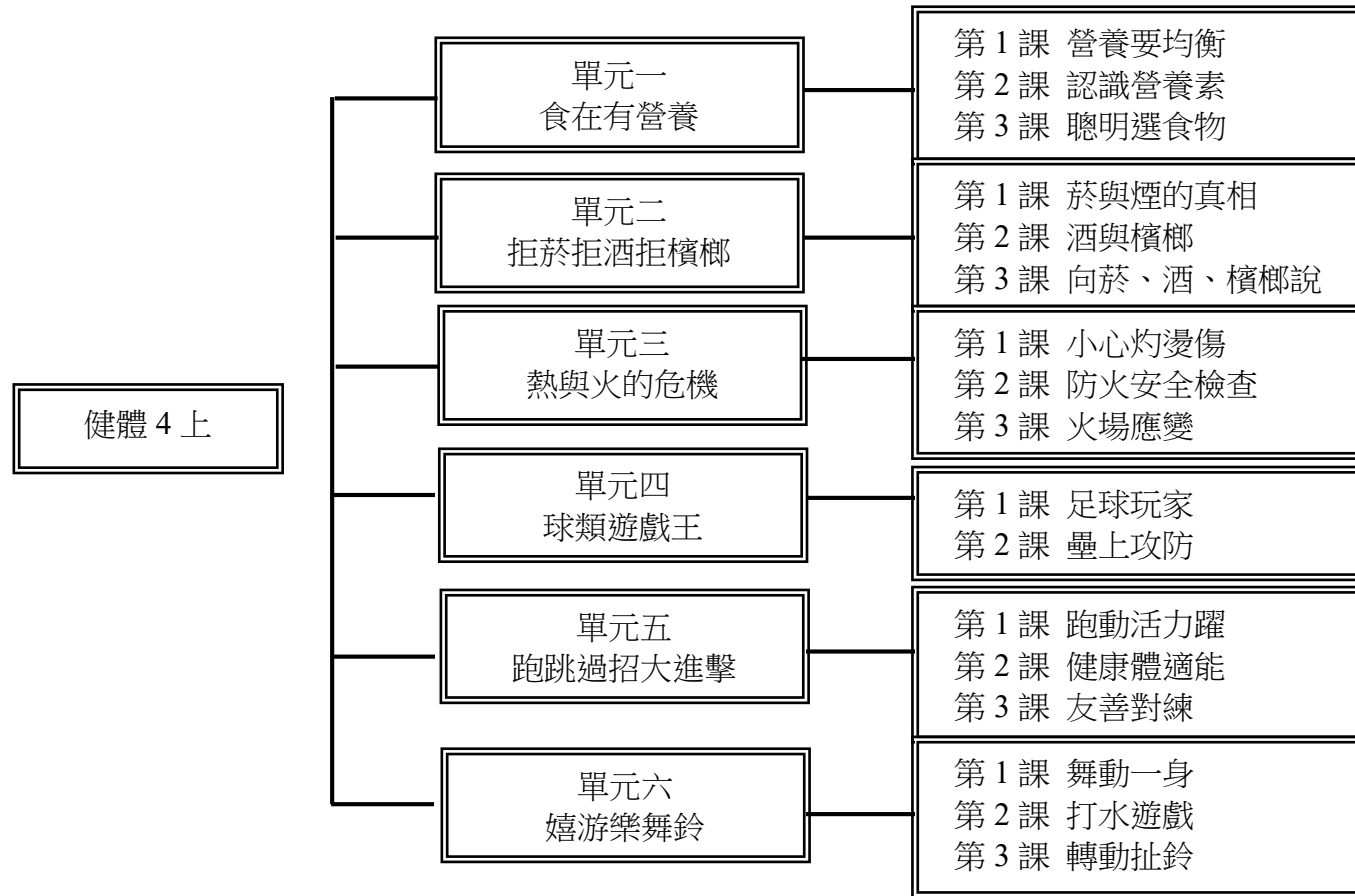 健體 4 上
單元一
食在有營養
第 1 課 營養要均衡
第 2 課 認識營養素
第 3 課 聰明選食物
單元二
拒菸拒酒拒檳榔
第 1 課 菸與煙的真相
第 2 課 酒與檳榔
第 3 課 向菸、酒、檳榔說
單元三
熱與火的危機
第 1 課 小心灼燙傷
第 2 課 防火安全檢查
第 3 課 火場應變
單元四
球類遊戲王
第 1 課 足球玩家
第 2 課 壘上攻防
單元五
跑跳過招大進擊
第 1 課 跑動活力躍
第 2 課 健康體適能
第 3 課 友善對練
單元六
嬉游樂舞鈴
第 1 課 舞動一身
第 2 課 打水遊戲
第 3 課 轉動扯鈴